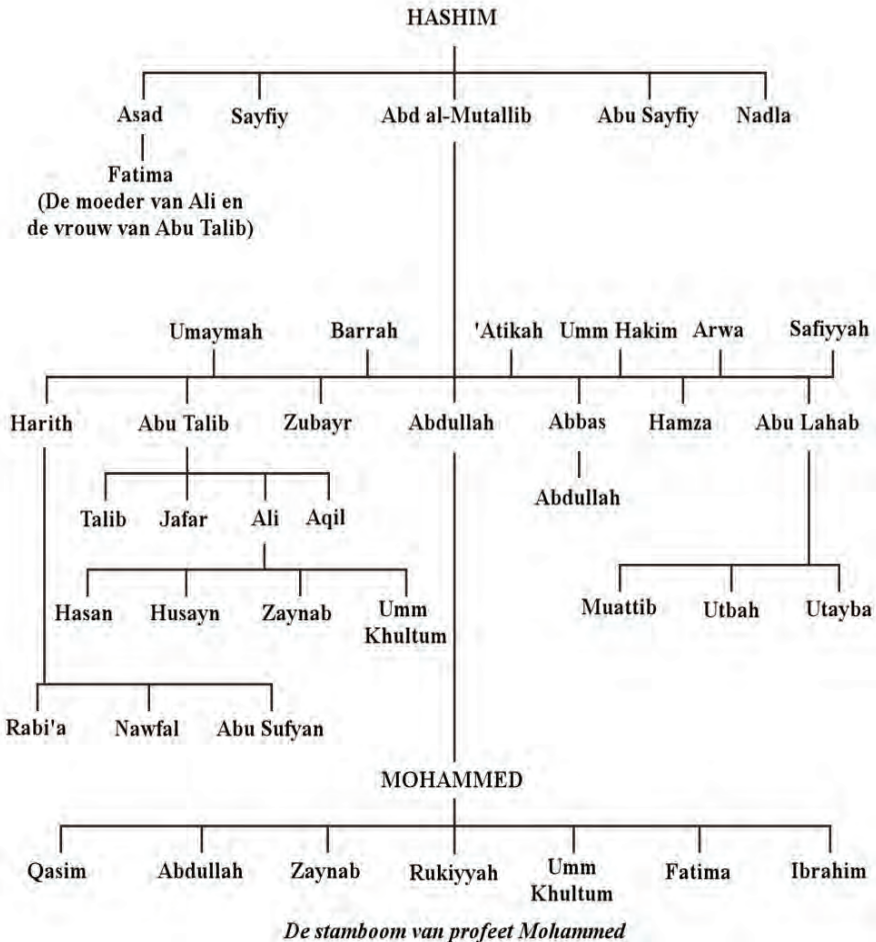 HASHIM
Asad Sayfiy Abd al-Mutallib Abu Sayfiy Nadla
Fatima
(De moeder van Ali en
de vrouw van Abu Talib)
Umaymah Barrah 'Atikah Umm Hakim Arwa Safiyyah
Harith Abu Talib Zubayr Abdullah Abbas Hamza Abu Lahab
Abdullah
Talib Jafar Ali Aqil
Hasan Husayn Zaynab Umm
Khultum
Muattib Utbah Utayba
Rabi'a Nawfal Abu Sufyan
MOHAMMED
Qasim Abdullah Zaynab Rukiyyah Umm
Khultum Fatima Ibrahim
De stamboom van profeet Mohammed